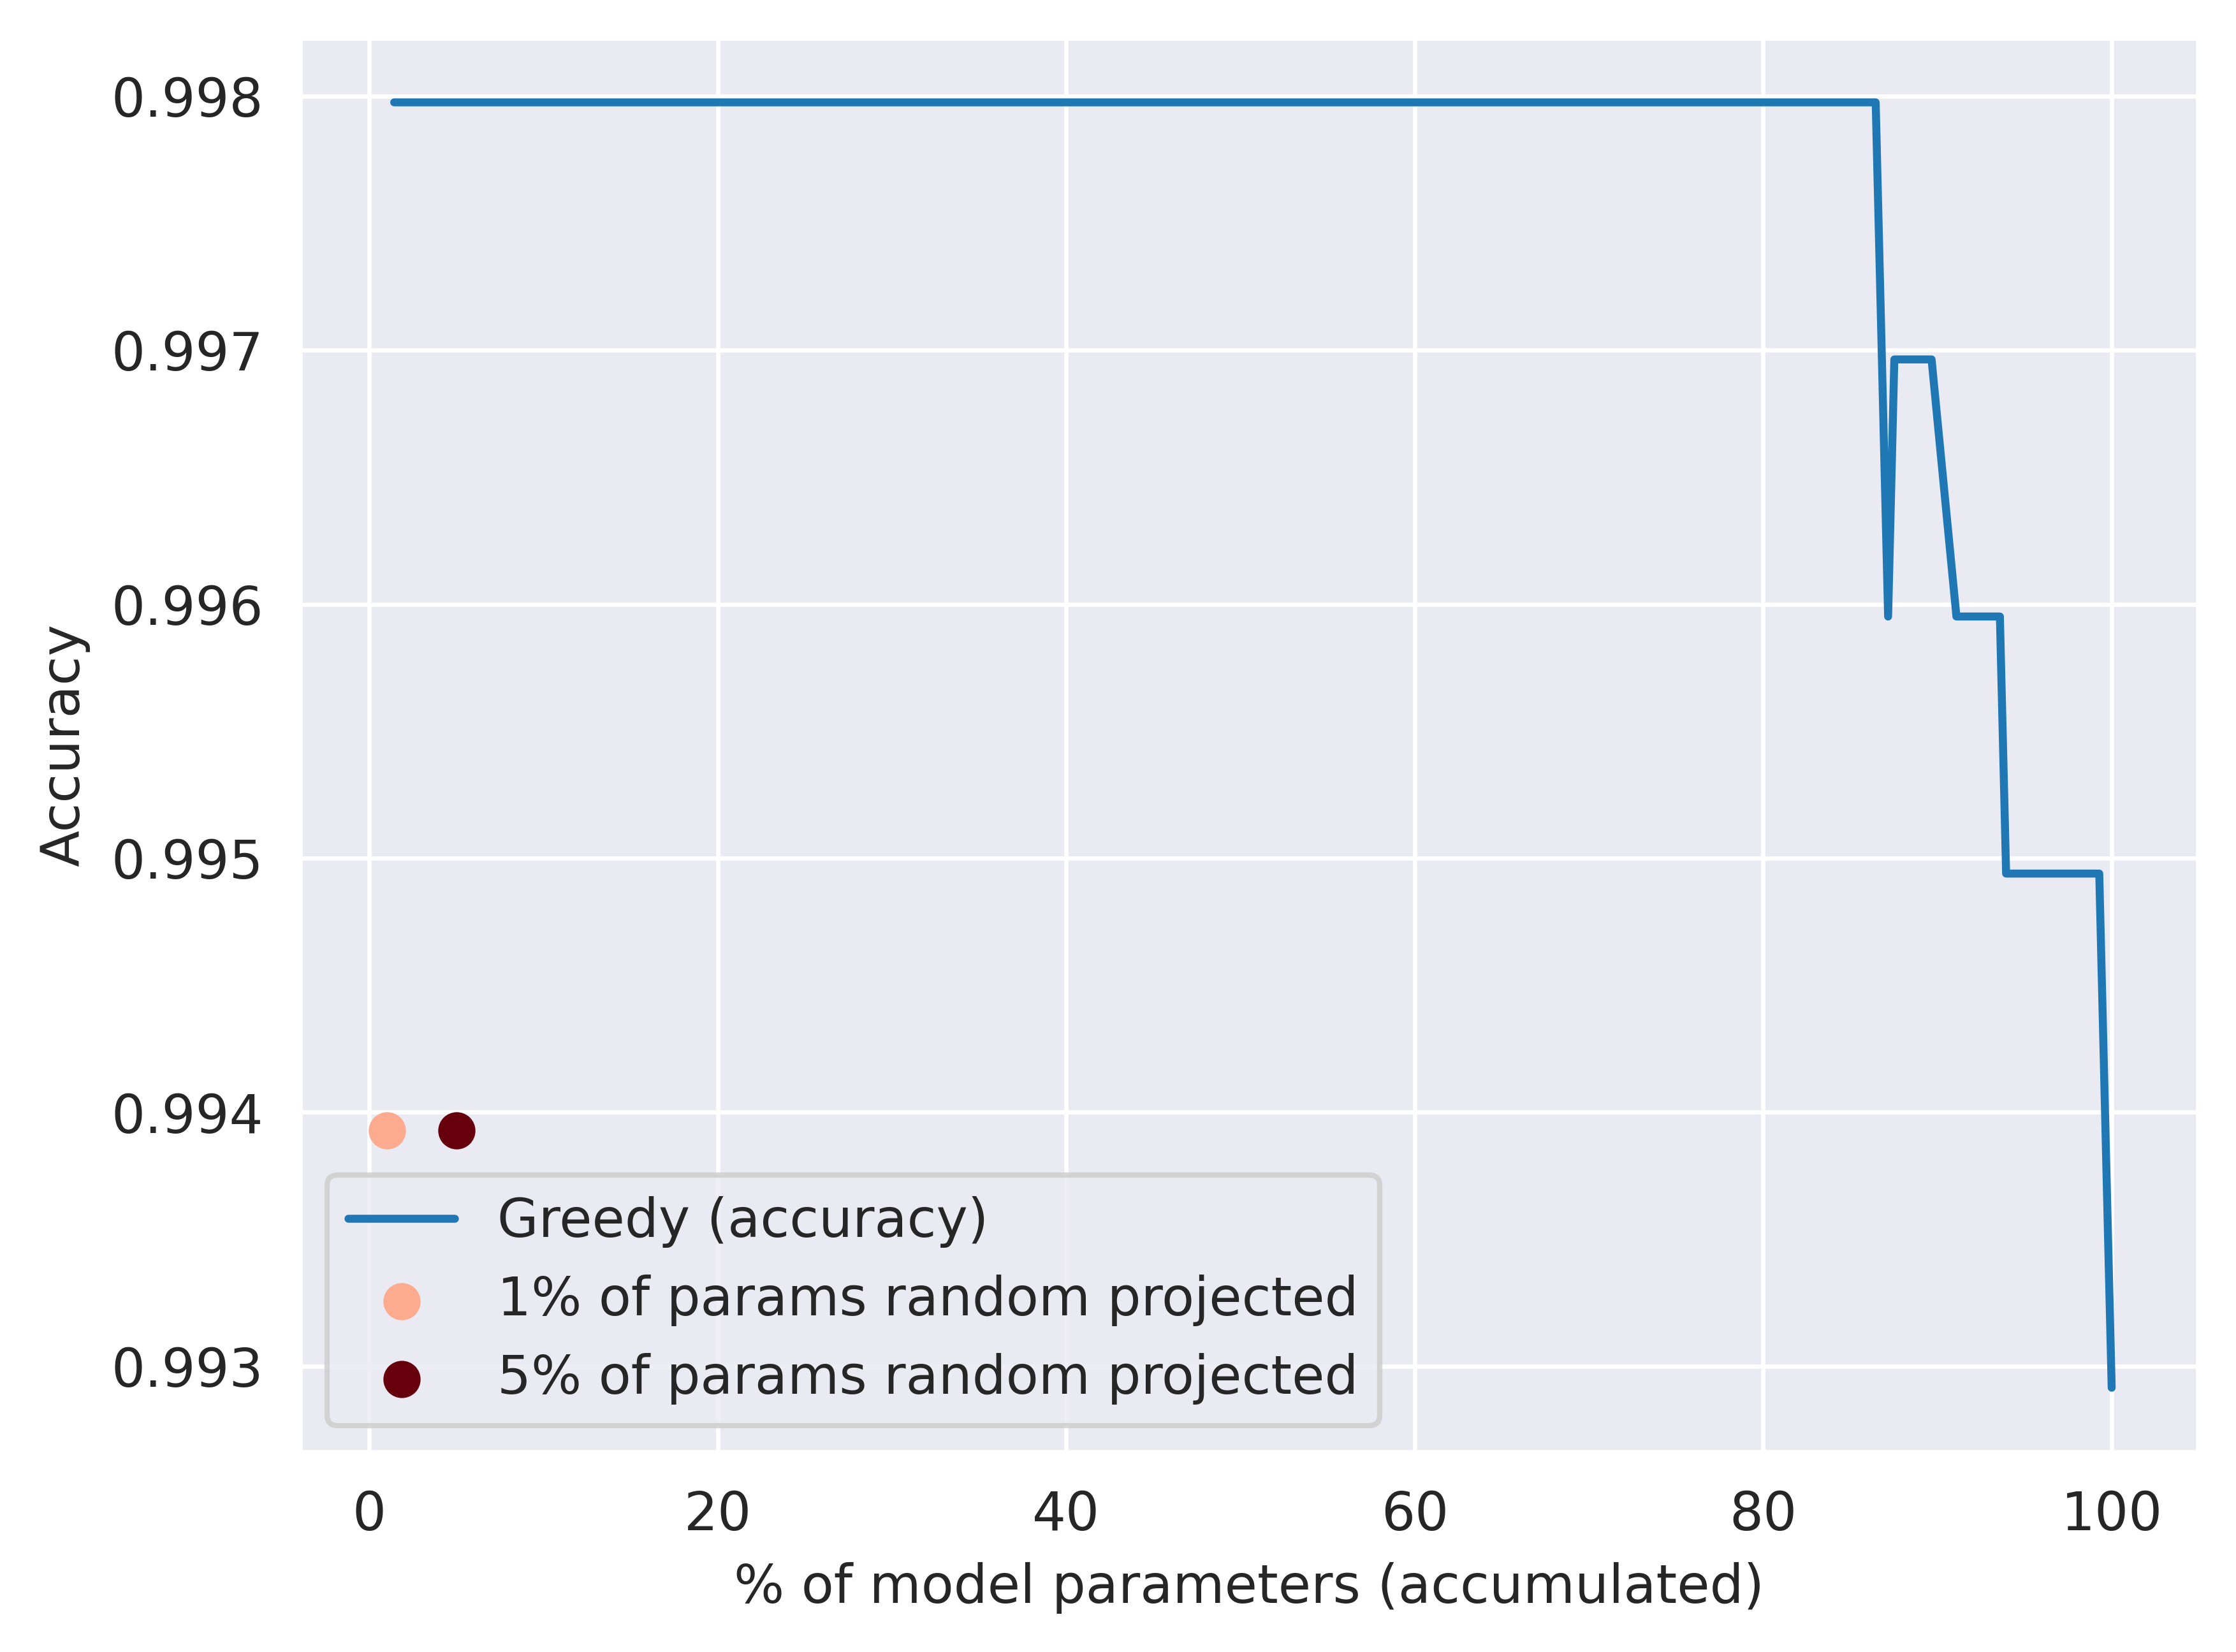 0.998
0.997
0.996
0.995
0.994
0.993
Accuracy
Greedy (accuracy)
1% of params random projected
5% of params random projected
0 20 40 60 80 100
% of model parameters (accumulated)